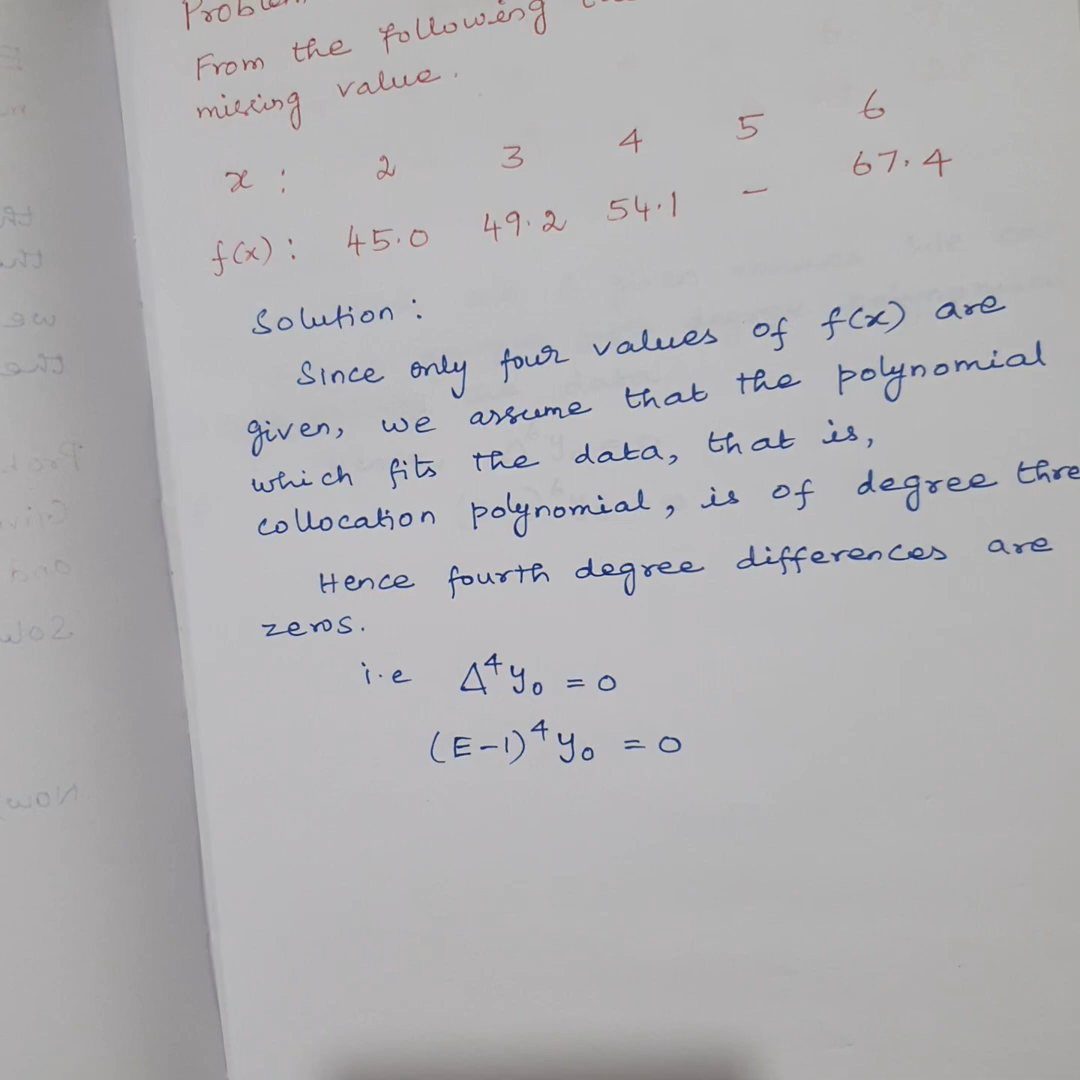 From the following
missing value.
x : 2 3 4 5 6
f(x) : 45.0 49.2 54.1 – 67.4
Solution :
Since only four values of f(x) are
given, we assume that the polynomial
which fits the data, that is,
collocation polynomial, is of degree thre
Hence fourth degree differences are
zeros.
i.e Δ⁴y₀ = 0
(E-1)⁴y₀ = 0